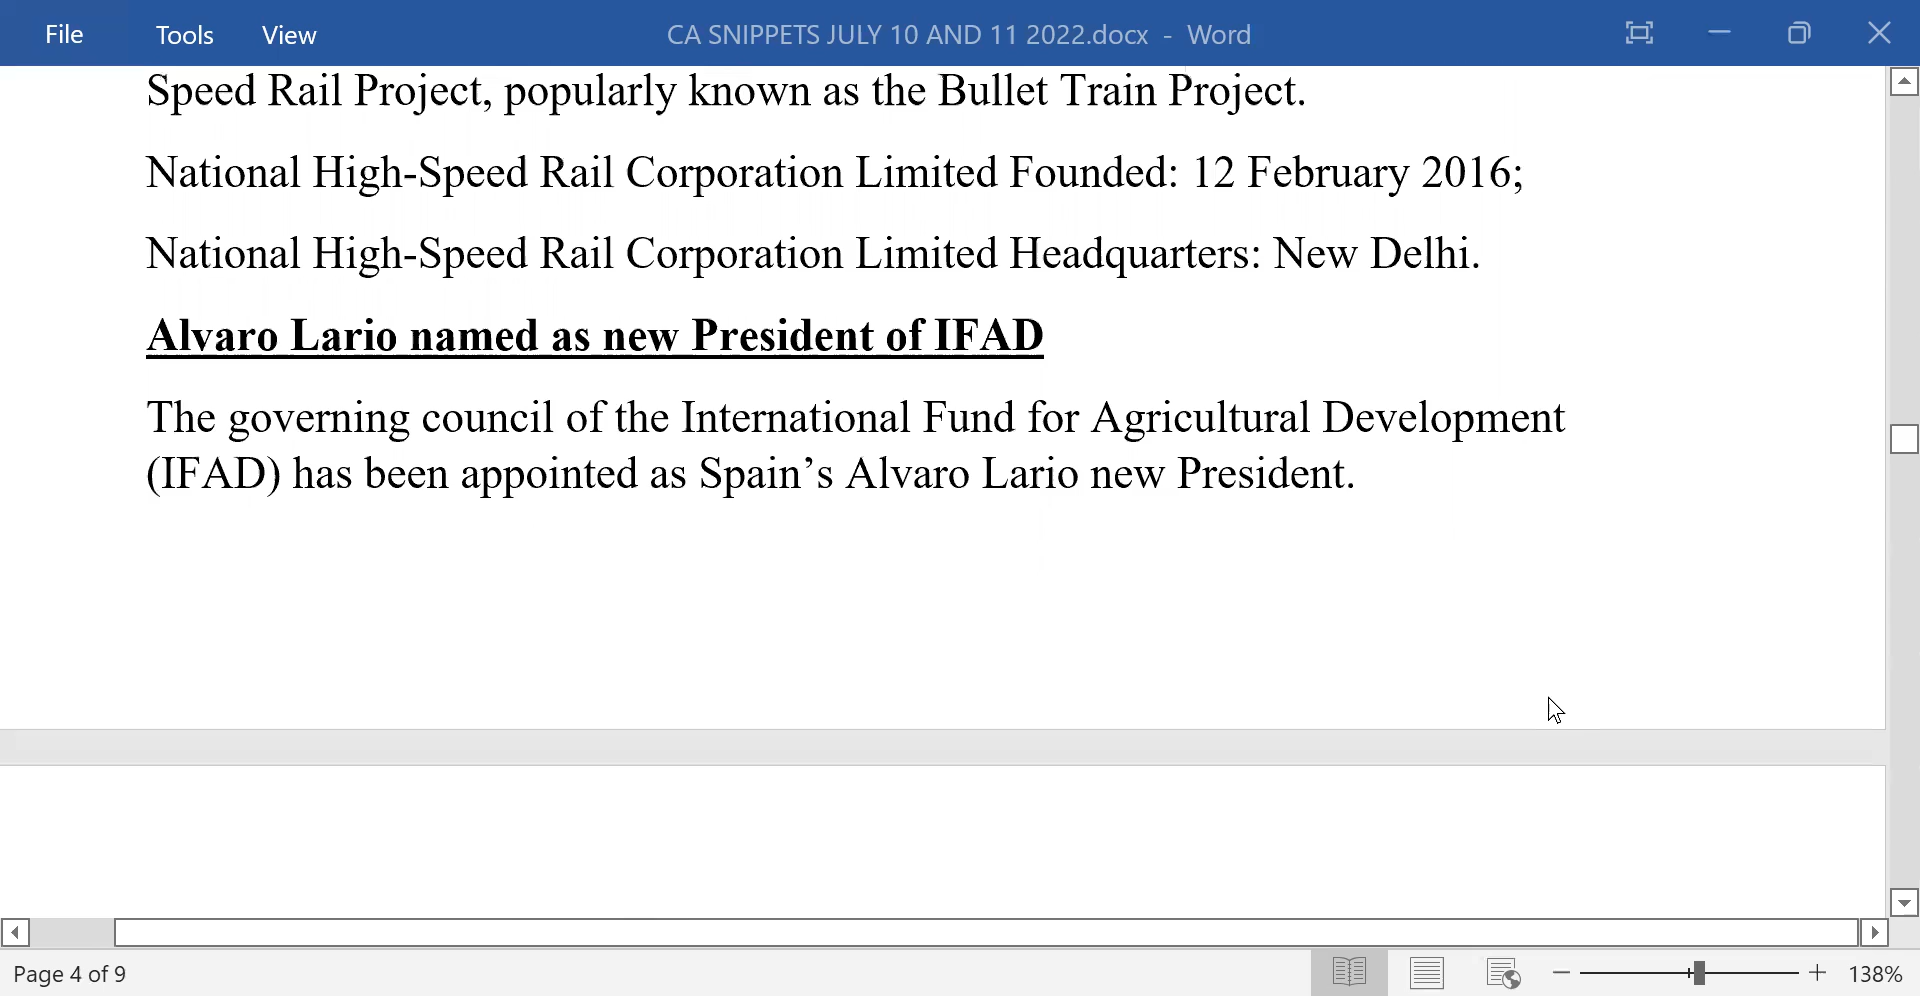 File Tools View CA SNIPPETS JULY 10 AND 11 2022.docx - Word
Speed Rail Project, popularly known as the Bullet Train Project.
National High-Speed Rail Corporation Limited Founded: 12 February 2016;
National High-Speed Rail Corporation Limited Headquarters: New Delhi.
Alvaro Lario named as new President of IFAD
The governing council of the International Fund for Agricultural Development
(IFAD) has been appointed as Spain’s Alvaro Lario new President.
Page 4 of 9 138%